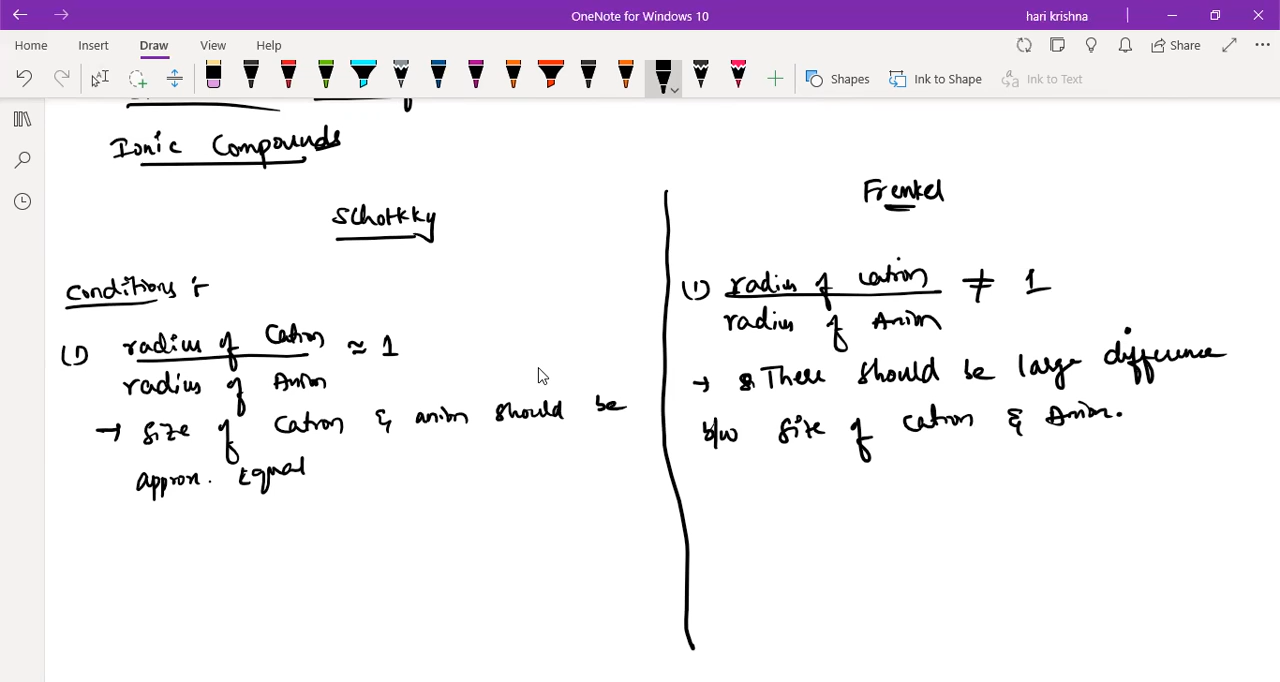 OneNote for Windows 10
hari krishna
Home Insert Draw View Help
Share
Shapes
Ink to Shape
Ink to Text
Ionic Compounds
Schottky
Conditions :-
(1) radius of Cation ≈ 1
radius of Anion
→ Size of Cation & anion should be
approx. Equal
Frenkel
(1) radius of Cation ≠ 1
radius of Anion
→ There should be large difference
b/w Size of Cation & Anion.